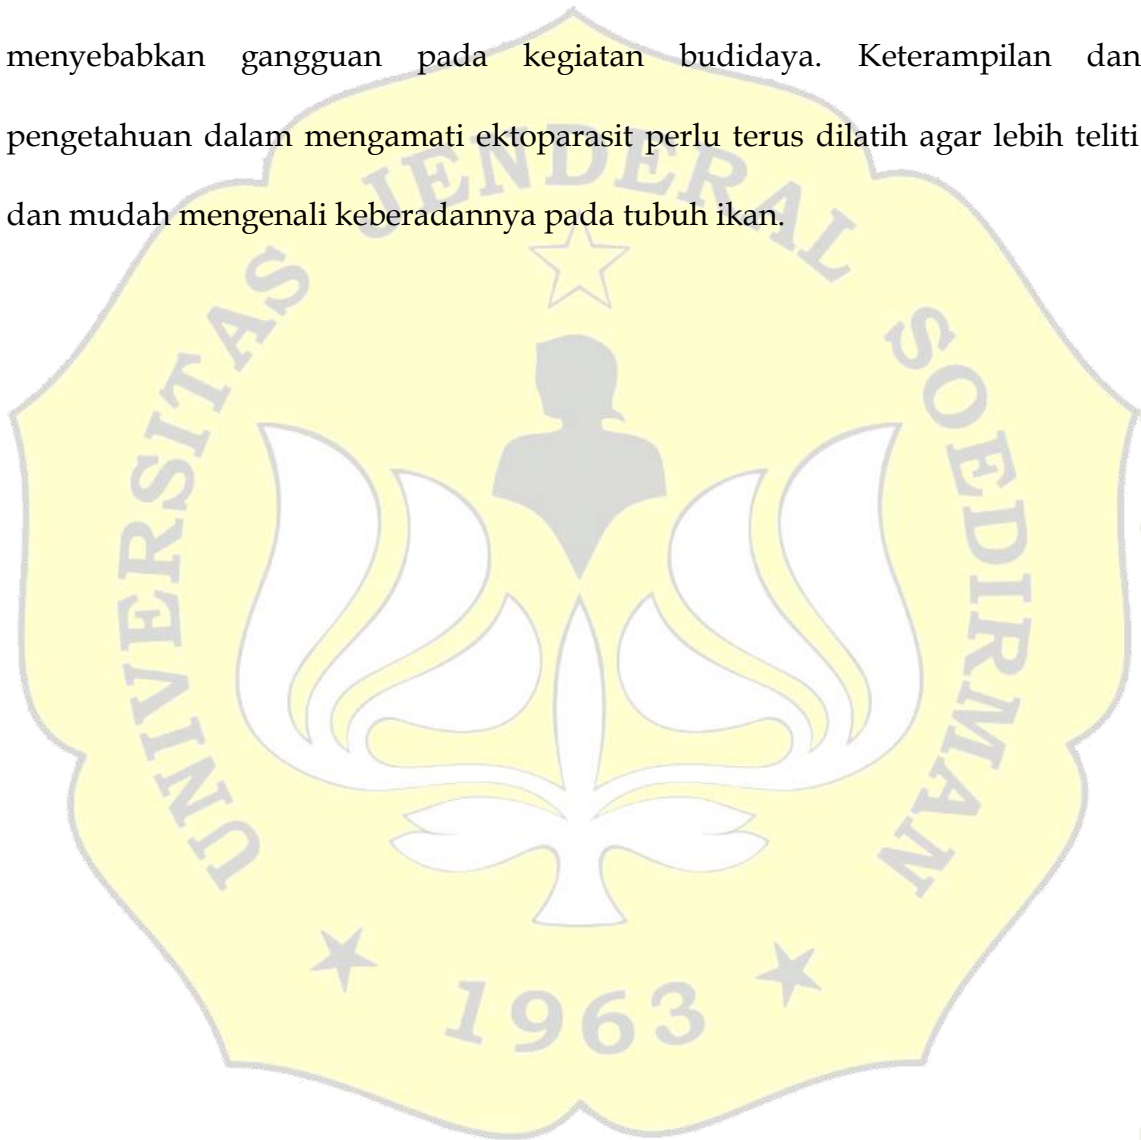 menyebabkan gangguan pada kegiatan budidaya. Keterampilan dan
pengetahuan dalam mengamati ektoparasit perlu terus dilatih agar lebih teliti
dan mudah mengenali keberadannya pada tubuh ikan.
UNIVERSITAS JENDERAL SOEDIRMAN
1963